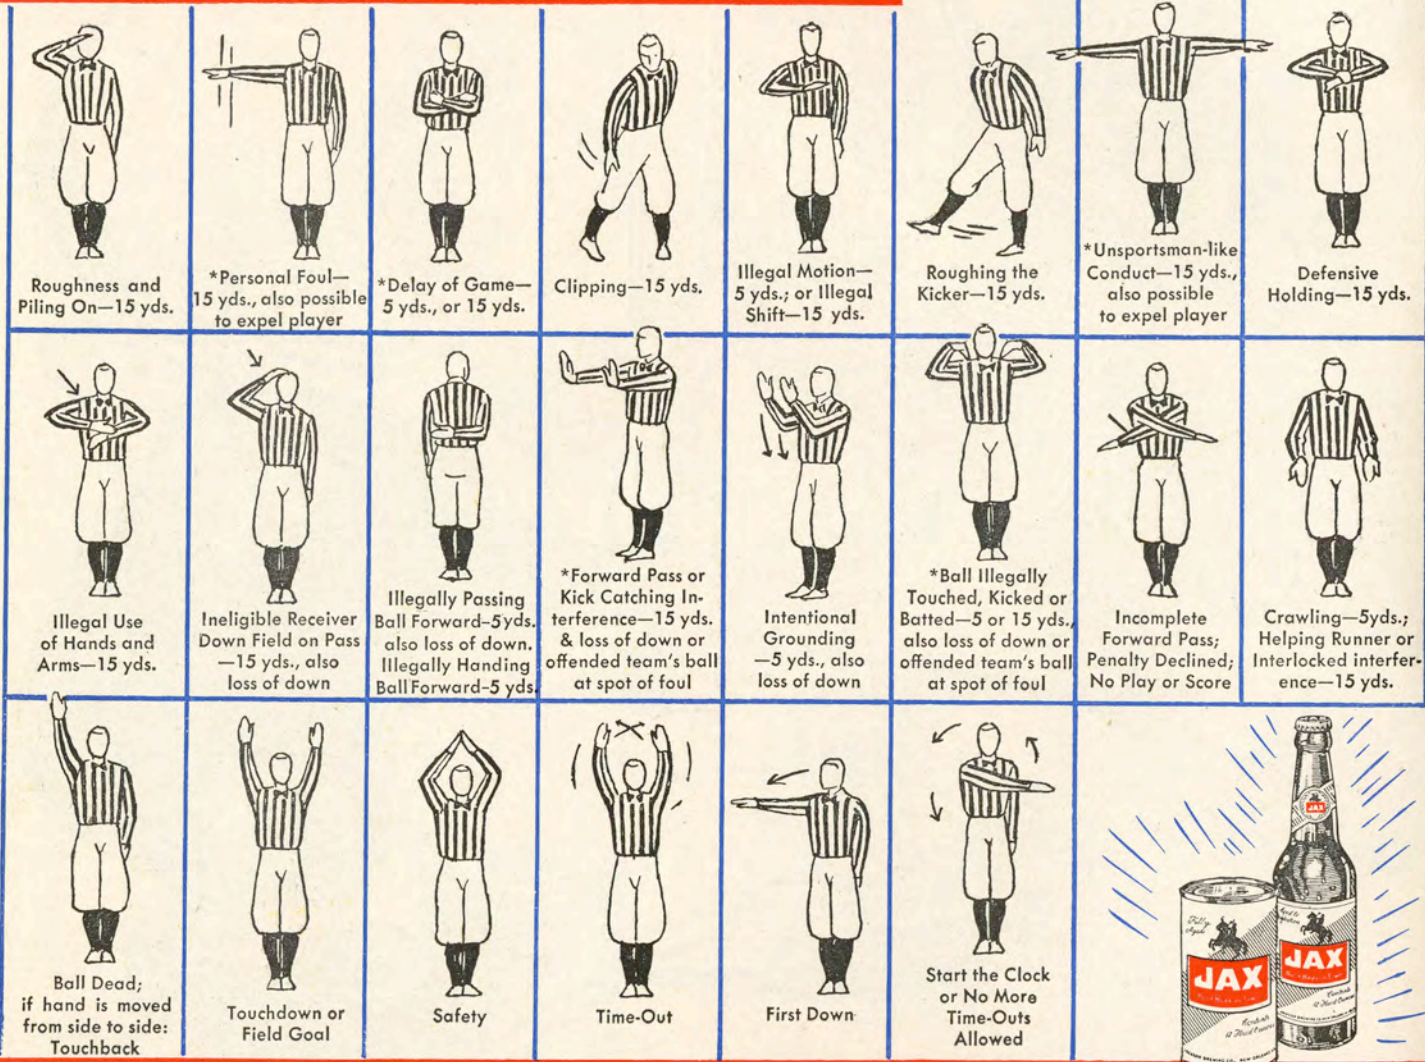 Roughness and
Piling On—15 yds.
*Personal Foul—
15 yds., also possible
to expel player
*Delay of Game—
5 yds., or 15 yds.
Clipping—15 yds.
Illegal Motion—
5 yds.; or Illegal
Shift—15 yds.
Roughing the
Kicker—15 yds.
*Unsportsman-like
Conduct—15 yds.,
also possible
to expel player
Defensive
Holding—15 yds.
Illegal Use
of Hands and
Arms—15 yds.
Ineligible Receiver
Down Field on Pass
—15 yds., also
loss of down
Illegally Passing
Ball Forward–5yds.
also loss of down.
Illegally Handing
Ball Forward–5 yds.
*Forward Pass or
Kick Catching In-
terference—15 yds.
& loss of down or
offended team's ball
at spot of foul
Intentional
Grounding
—5 yds., also
loss of down
*Ball Illegally
Touched, Kicked or
Batted—5 or 15 yds.,
also loss of down or
offended team's ball
at spot of foul
Incomplete
Forward Pass;
Penalty Declined;
No Play or Score
Crawling—5yds.;
Helping Runner or
Interlocked interfer-
ence—15 yds.
Ball Dead;
if hand is moved
from side to side:
Touchback
Touchdown or
Field Goal
Safety
Time-Out
First Down
Start the Clock
or No More
Time-Outs
Allowed
JAX
Fully
Aged
JAX
JAX